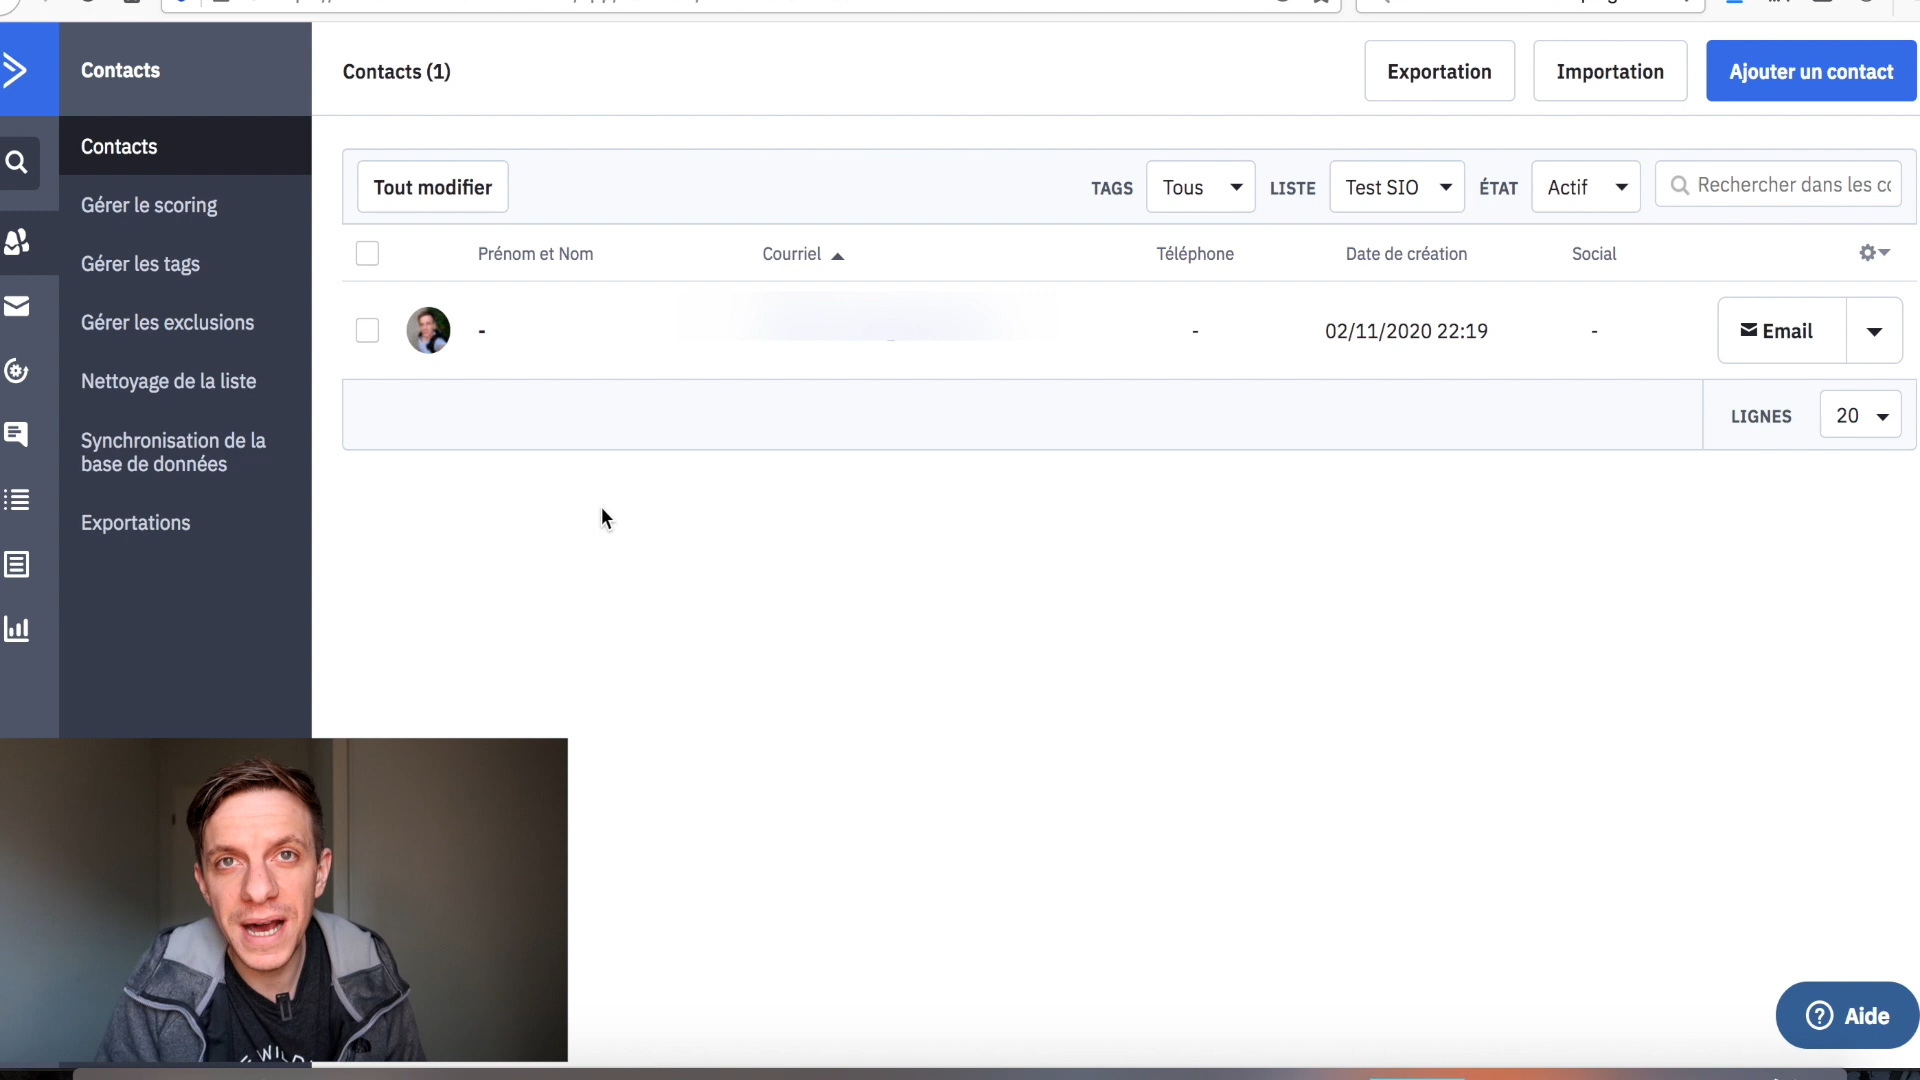 Contacts
Contacts (1)
Exportation
Importation
Ajouter un contact
Contacts
Gérer le scoring
Gérer les tags
Gérer les exclusions
Nettoyage de la liste
Synchronisation de la
base de données
Exportations
Tout modifier
TAGS
Tous
LISTE
Test SIO
ÉTAT
Actif
Rechercher dans les co
Prénom et Nom
Courriel
Téléphone
Date de création
Social
-
-
02/11/2020 22:19
-
Email
LIGNES
20
Aide